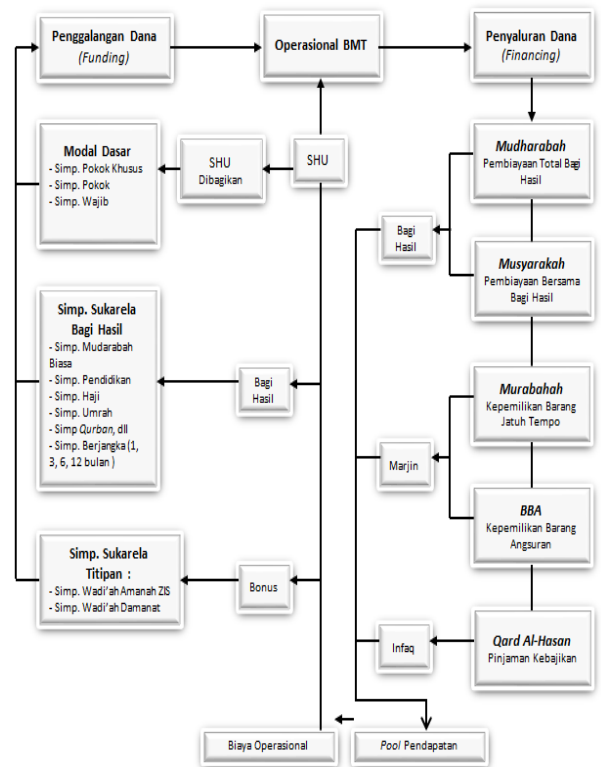 Penggalangan Dana
(Funding)
Operasional BMT
Penyaluran Dana
(Financing)
Modal Dasar
- Simp. Pokok Khusus
- Simp. Pokok
- Simp. Wajib
SHU
Dibagikan
SHU
Mudharabah
Pembiayaan Total Bagi
Hasil
Bagi
Hasil
Musyarakah
Pembiayaan Bersama
Bagi Hasil
Simp. Sukarela
Bagi Hasil
- Simp. Mudarabah
Biasa
- Simp. Pendidikan
- Simp. Haji
- Simp. Umrah
- Simp Qurban, dll
- Simp. Berjangka (1,
3, 6, 12 bulan )
Bagi
Hasil
Murabahah
Kepemilikan Barang
Jatuh Tempo
Marjin
BBA
Kepemilikan Barang
Angsuran
Simp. Sukarela
Titipan :
- Simp. Wadi’ah Amanah ZIS
- Simp. Wadi’ah Damanat
Bonus
Infaq
Qard Al-Hasan
Pinjaman Kebajikan
Biaya Operasional
Pool Pendapatan